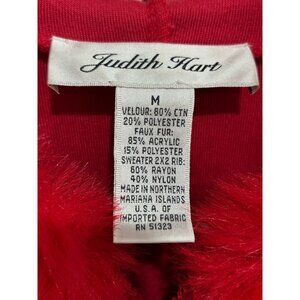 Judith Hart
M
VELOUR: 80% CTN
20% POLYESTER
FAUX FUR:
85% ACRYLIC
15% POLYESTER
SWEATER 2X2 RIB:
60% RAYON
40% NYLON
MADE IN NORTHERN
MARIANA ISLANDS
U.S.A. OF
IMPORTED FABRIC
RN 51323